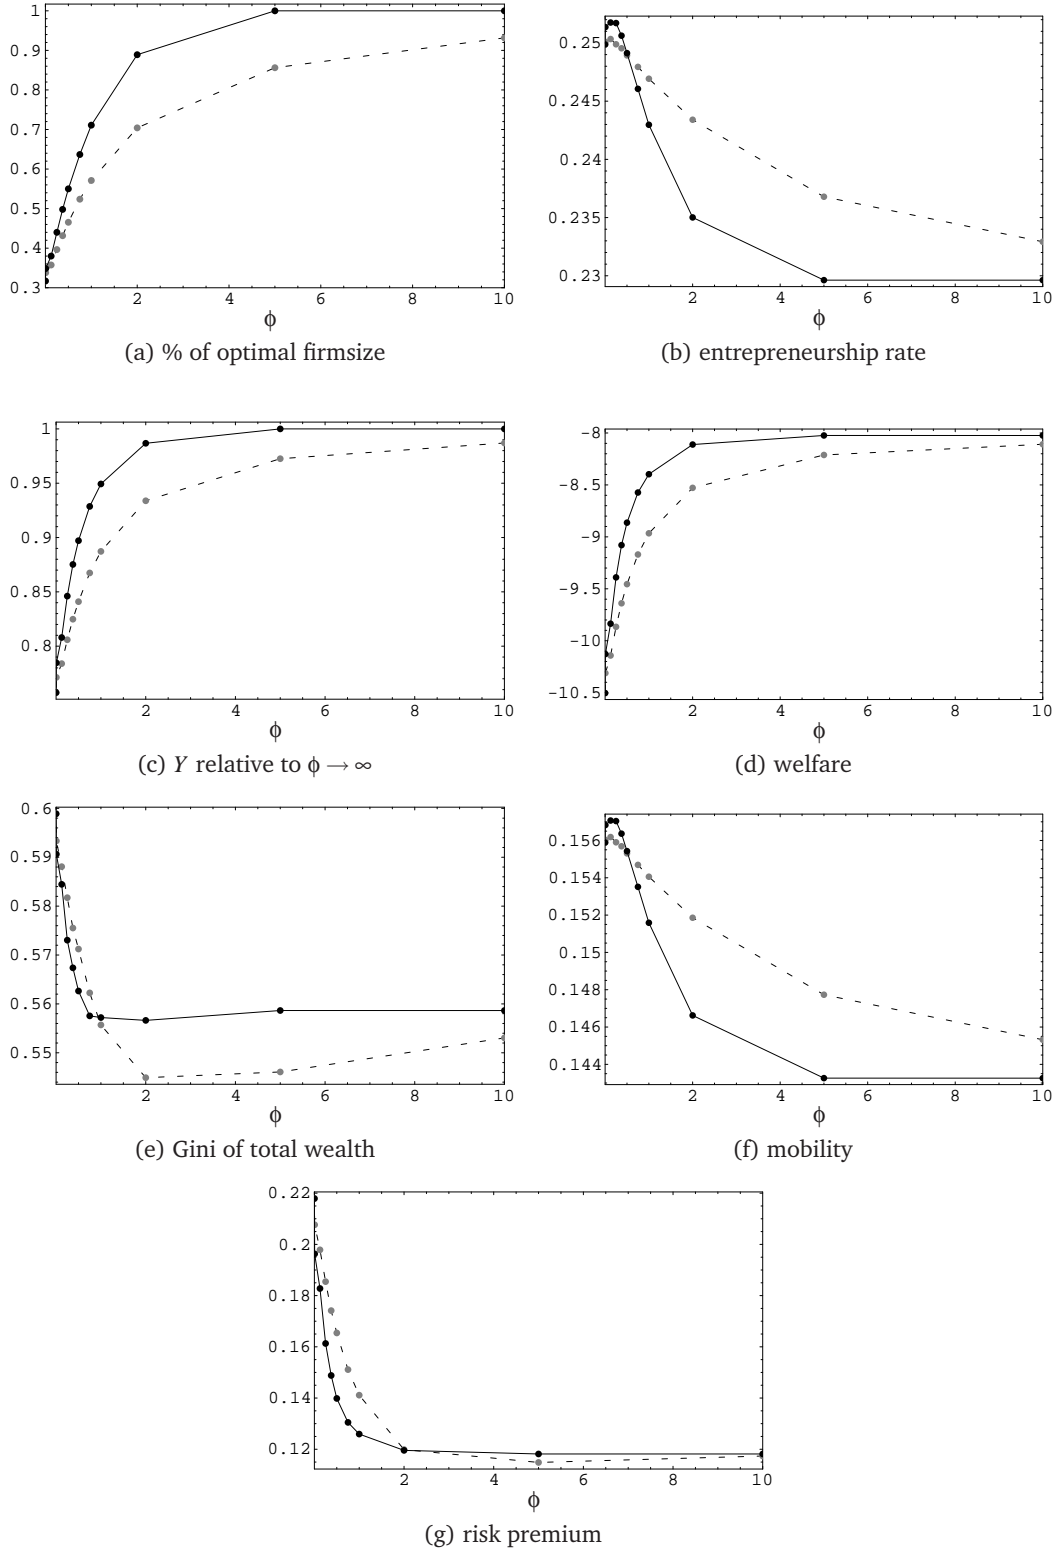 1
0.9
0.8
0.7
0.6
0.5
0.4
0.3
2 4 6 8 10
ϕ
(a) % of optimal firmsize
0.25
0.245
0.24
0.235
0.23
2 4 6 8 10
ϕ
(b) entrepreneurship rate
1
0.95
0.9
0.85
0.8
2 4 6 8 10
ϕ
(c) Y relative to ϕ → ∞
-8
-8.5
-9
-9.5
-10
-10.5
2 4 6 8 10
ϕ
(d) welfare
0.6
0.59
0.58
0.57
0.56
0.55
2 4 6 8 10
ϕ
(e) Gini of total wealth
0.156
0.154
0.152
0.15
0.148
0.146
0.144
2 4 6 8 10
ϕ
(f) mobility
0.22
0.2
0.18
0.16
0.14
0.12
2 4 6 8 10
ϕ
(g) risk premium